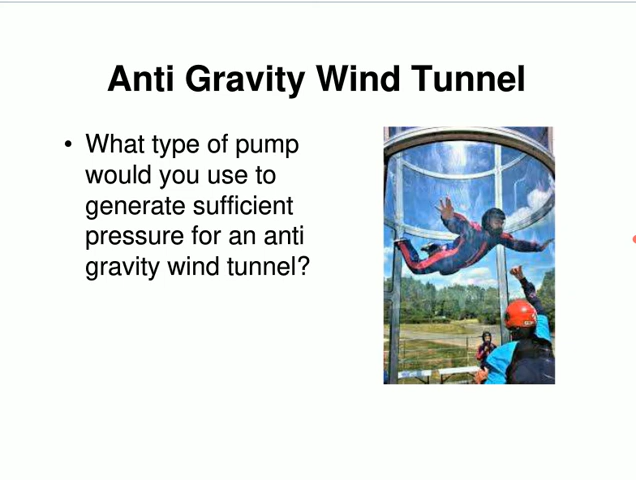 Anti Gravity Wind Tunnel
• What type of pump
would you use to
generate sufficient
pressure for an anti
gravity wind tunnel?